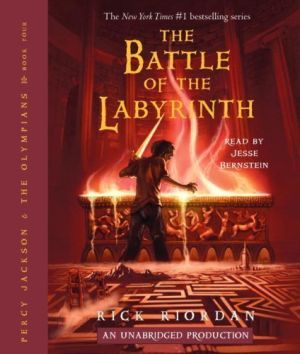 The New York Times #1 bestselling series
THE
BATTLE
OF THE
LABYRINTH
READ BY
JESSE
BERNSTEIN
RICK RIORDAN
AN UNABRIDGED PRODUCTION
PERCY JACKSON & THE OLYMPIANS BOOK FOUR